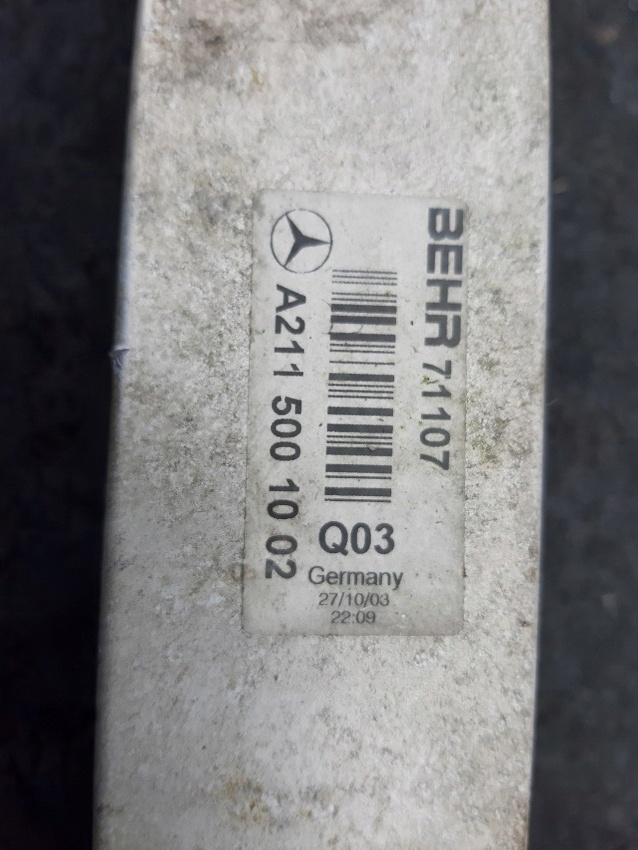 BEHR 71107
A211 500 10 02
Q03
Germany
27/10/03
22:09